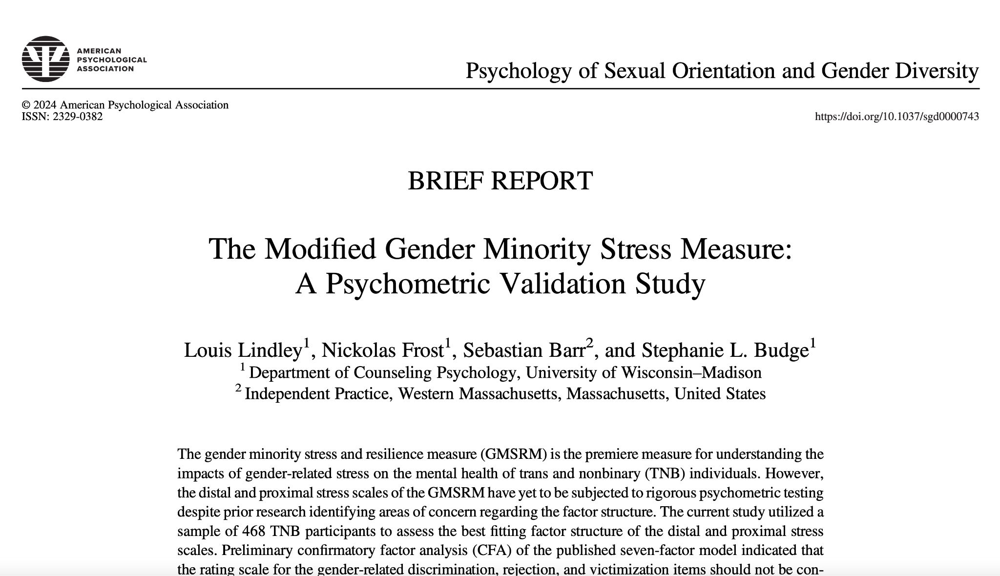 AMERICAN
PSYCHOLOGICAL
ASSOCIATION
Psychology of Sexual Orientation and Gender Diversity
© 2024 American Psychological Association
ISSN: 2329-0382
https://doi.org/10.1037/sgd0000743
BRIEF REPORT
The Modified Gender Minority Stress Measure:
A Psychometric Validation Study
Louis Lindley1, Nickolas Frost1, Sebastian Barr2, and Stephanie L. Budge1
1 Department of Counseling Psychology, University of Wisconsin–Madison
2 Independent Practice, Western Massachusetts, Massachusetts, United States
The gender minority stress and resilience measure (GMSRM) is the premiere measure for understanding the
impacts of gender-related stress on the mental health of trans and nonbinary (TNB) individuals. However,
the distal and proximal stress scales of the GMSRM have yet to be subjected to rigorous psychometric testing
despite prior research identifying areas of concern regarding the factor structure. The current study utilized a
sample of 468 TNB participants to assess the best fitting factor structure of the distal and proximal stress
scales. Preliminary confirmatory factor analysis (CFA) of the published seven-factor model indicated that
the rating scale for the gender-related discrimination, rejection, and victimization items should not be con-